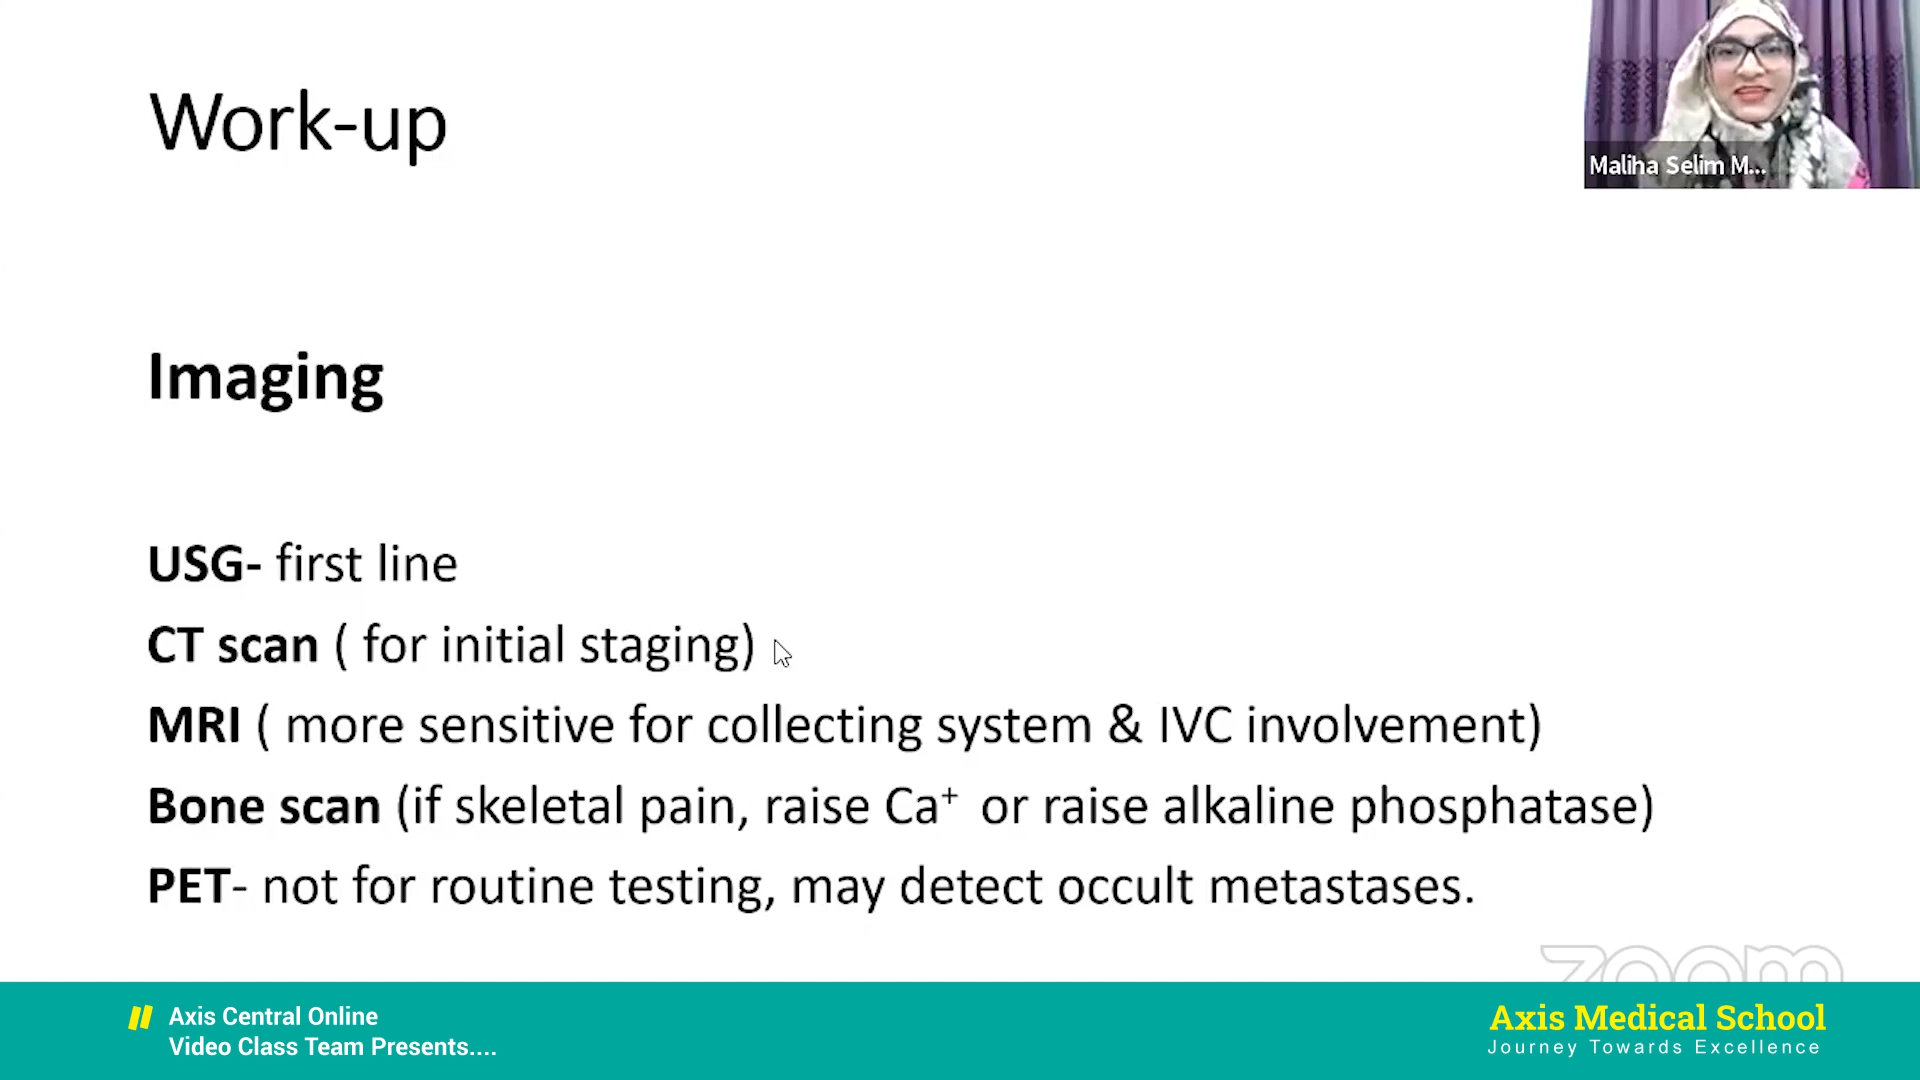 Work-up
Maliha Selim M...
Imaging
USG- first line
CT scan ( for initial staging)
MRI ( more sensitive for collecting system & IVC involvement)
Bone scan (if skeletal pain, raise Ca⁺ or raise alkaline phosphatase)
PET- not for routine testing, may detect occult metastases.
zoom
Axis Central Online
Video Class Team Presents....
Axis Medical School
Journey Towards Excellence